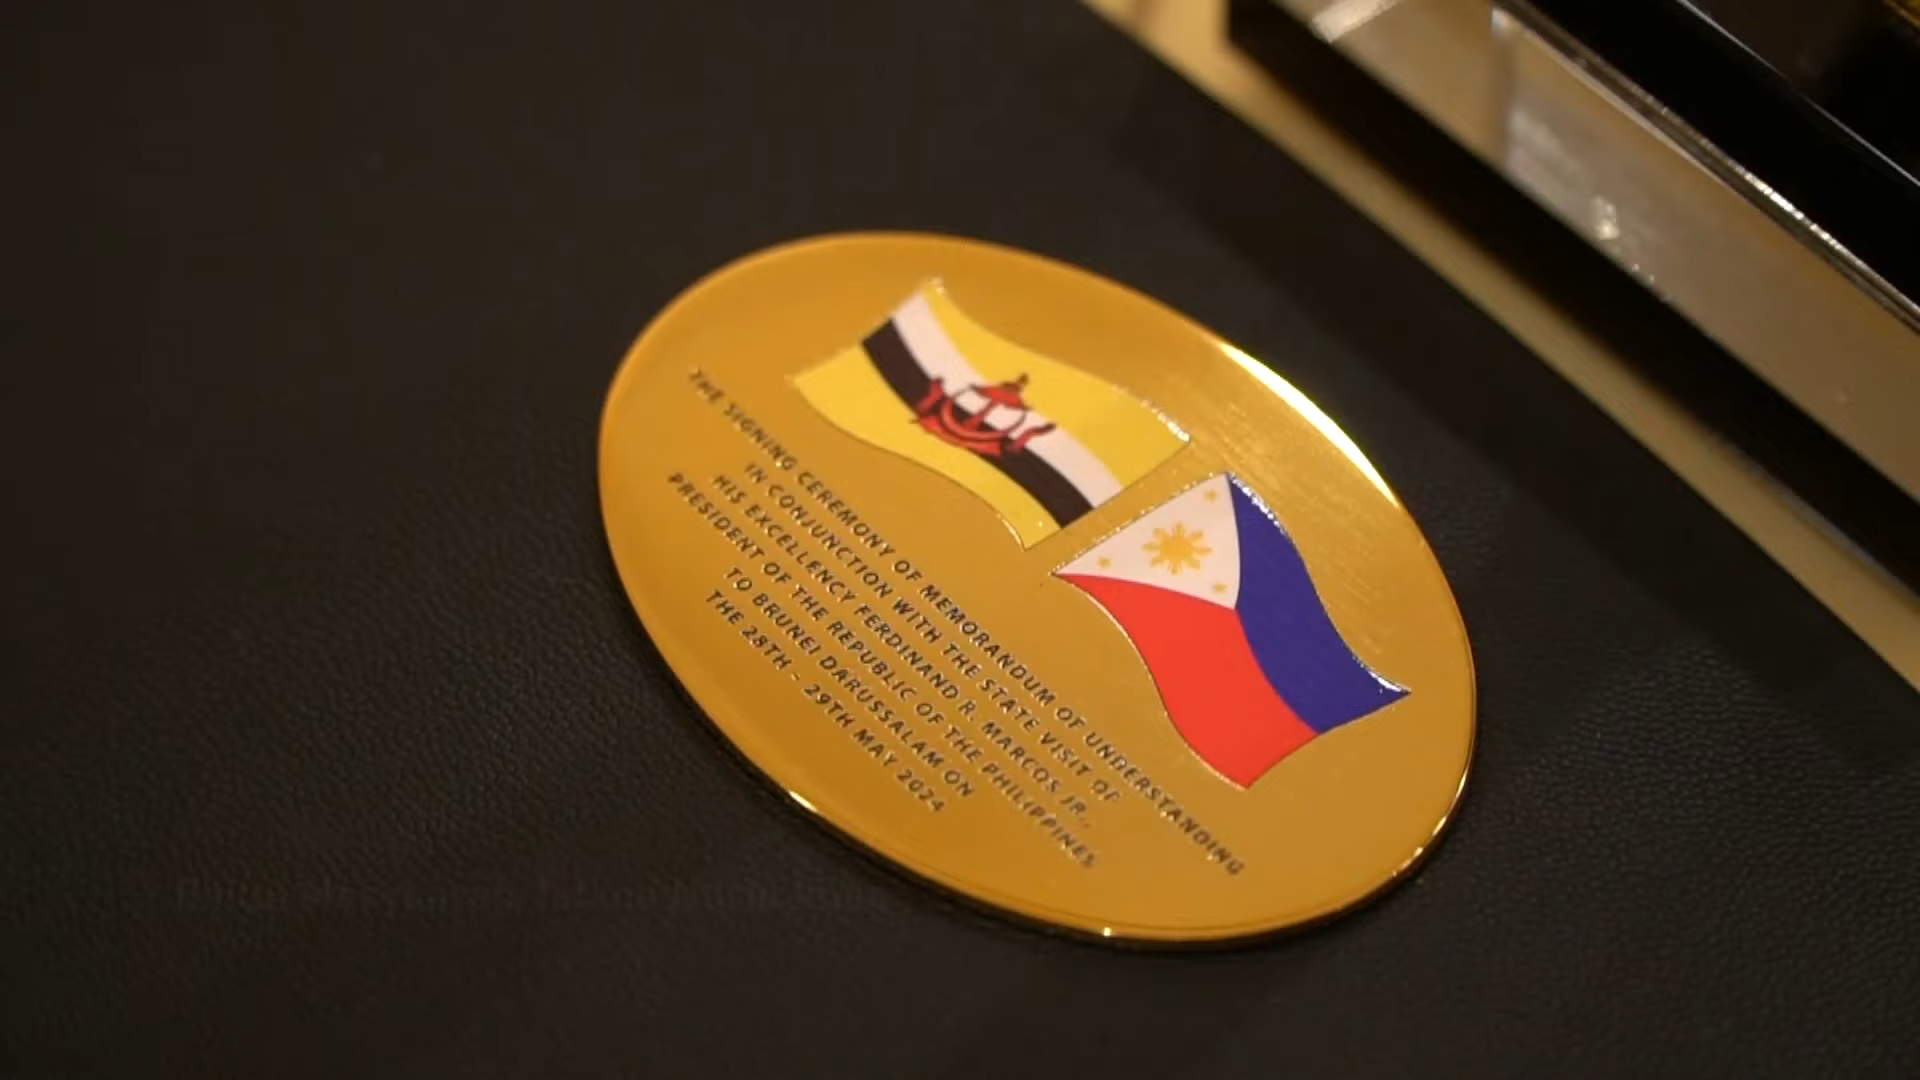 THE SIGNING CEREMONY OF MEMORANDUM OF UNDERSTANDING
IN CONJUNCTION WITH THE STATE VISIT OF
HIS EXCELLENCY FERDINAND R. MARCOS JR.,
PRESIDENT OF THE REPUBLIC OF THE PHILIPPINES
TO BRUNEI DARUSSALAM ON
THE 28TH - 29TH MAY 2024